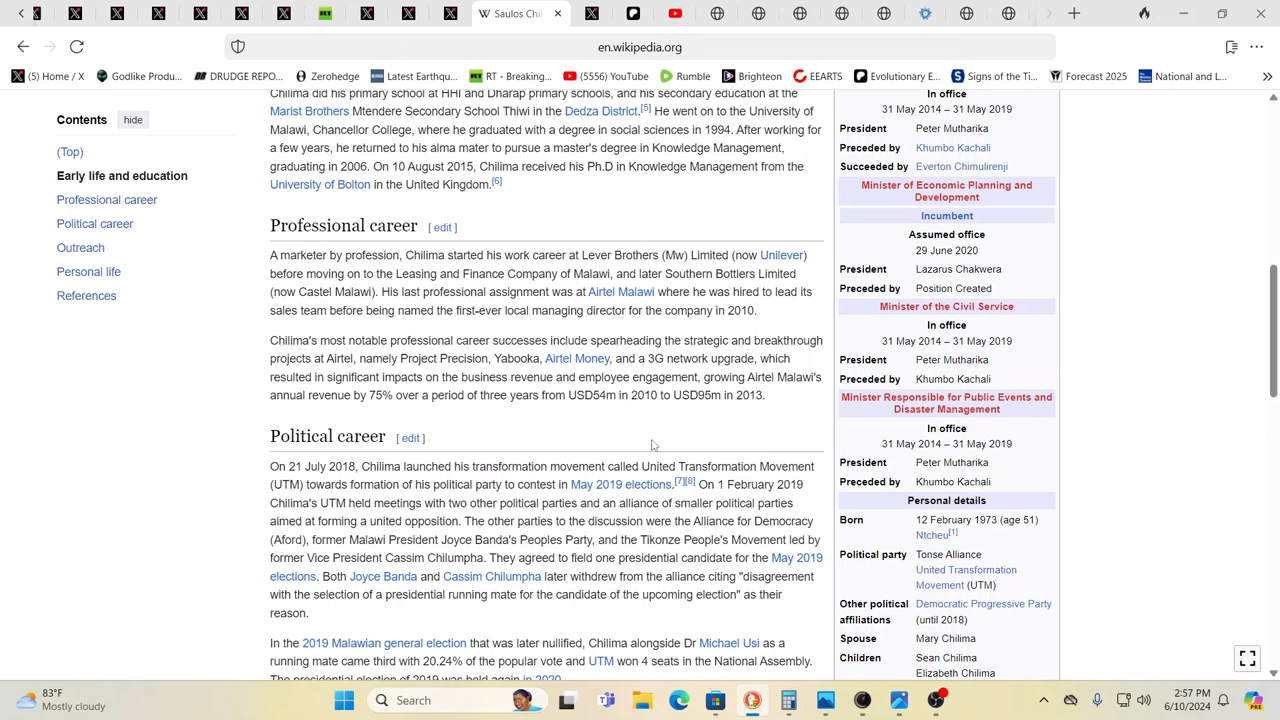 Saulos Chil
en.wikipedia.org
(5) Home / X
Godlike Produ...
DRUDGE REPO...
Zerohedge
Latest Earthqu...
RT - Breaking...
(5556) YouTube
Rumble
Brighteon
EEARTS
Evolutionary E...
Signs of the Ti...
Forecast 2025
National and L...
Contents
hide
(Top)
Early life and education
Professional career
Political career
Outreach
Personal life
References
Chilima did his primary school at HHI and Dharap primary schools, and his secondary education at the
Marist Brothers Mtendere Secondary School Thiwi in the Dedza District.[5] He went on to the University of
Malawi, Chancellor College, where he graduated with a degree in social sciences in 1994. After working for
a few years, he returned to his alma mater to pursue a master's degree in Knowledge Management,
graduating in 2006. On 10 August 2015, Chilima received his Ph.D in Knowledge Management from the
University of Bolton in the United Kingdom.[6]
Professional career [ edit ]
A marketer by profession, Chilima started his work career at Lever Brothers (Mw) Limited (now Unilever)
before moving on to the Leasing and Finance Company of Malawi, and later Southern Bottlers Limited
(now Castel Malawi). His last professional assignment was at Airtel Malawi where he was hired to lead its
sales team before being named the first-ever local managing director for the company in 2010.
Chilima's most notable professional career successes include spearheading the strategic and breakthrough
projects at Airtel, namely Project Precision, Yabooka, Airtel Money, and a 3G network upgrade, which
resulted in significant impacts on the business revenue and employee engagement, growing Airtel Malawi's
annual revenue by 75% over a period of three years from USD54m in 2010 to USD95m in 2013.
Political career [ edit ]
On 21 July 2018, Chilima launched his transformation movement called United Transformation Movement
(UTM) towards formation of his political party to contest in May 2019 elections.[7][8] On 1 February 2019
Chilima's UTM held meetings with two other political parties and an alliance of smaller political parties
aimed at forming a united opposition. The other parties to the discussion were the Alliance for Democracy
(Aford), former Malawi President Joyce Banda's Peoples Party, and the Tikonze People's Movement led by
former Vice President Cassim Chilumpha. They agreed to field one presidential candidate for the May 2019
elections. Both Joyce Banda and Cassim Chilumpha later withdrew from the alliance citing "disagreement
with the selection of a presidential running mate for the candidate of the upcoming election" as their
reason.
In the 2019 Malawian general election that was later nullified, Chilima alongside Dr Michael Usi as a
running mate came third with 20.24% of the popular vote and UTM won 4 seats in the National Assembly.
The presidential election of 2019 was held again in 2020
In office
31 May 2014 – 31 May 2019
President Peter Mutharika
Preceded by Khumbo Kachali
Succeeded by Everton Chimulirenji
Minister of Economic Planning and
Development
Incumbent
Assumed office
29 June 2020
President Lazarus Chakwera
Preceded by Position Created
Minister of the Civil Service
In office
31 May 2014 – 31 May 2019
President Peter Mutharika
Preceded by Khumbo Kachali
Minister Responsible for Public Events and
Disaster Management
In office
31 May 2014 – 31 May 2019
President Peter Mutharika
Preceded by Khumbo Kachali
Personal details
Born 12 February 1973 (age 51)
Ntcheu[1]
Political party Tonse Alliance
United Transformation
Movement (UTM)
Other political Democratic Progressive Party
affiliations (until 2018)
Spouse Mary Chilima
Children Sean Chilima
Elizabeth Chilima
83°F
Mostly cloudy
Search
2:57 PM
6/10/2024
PRE